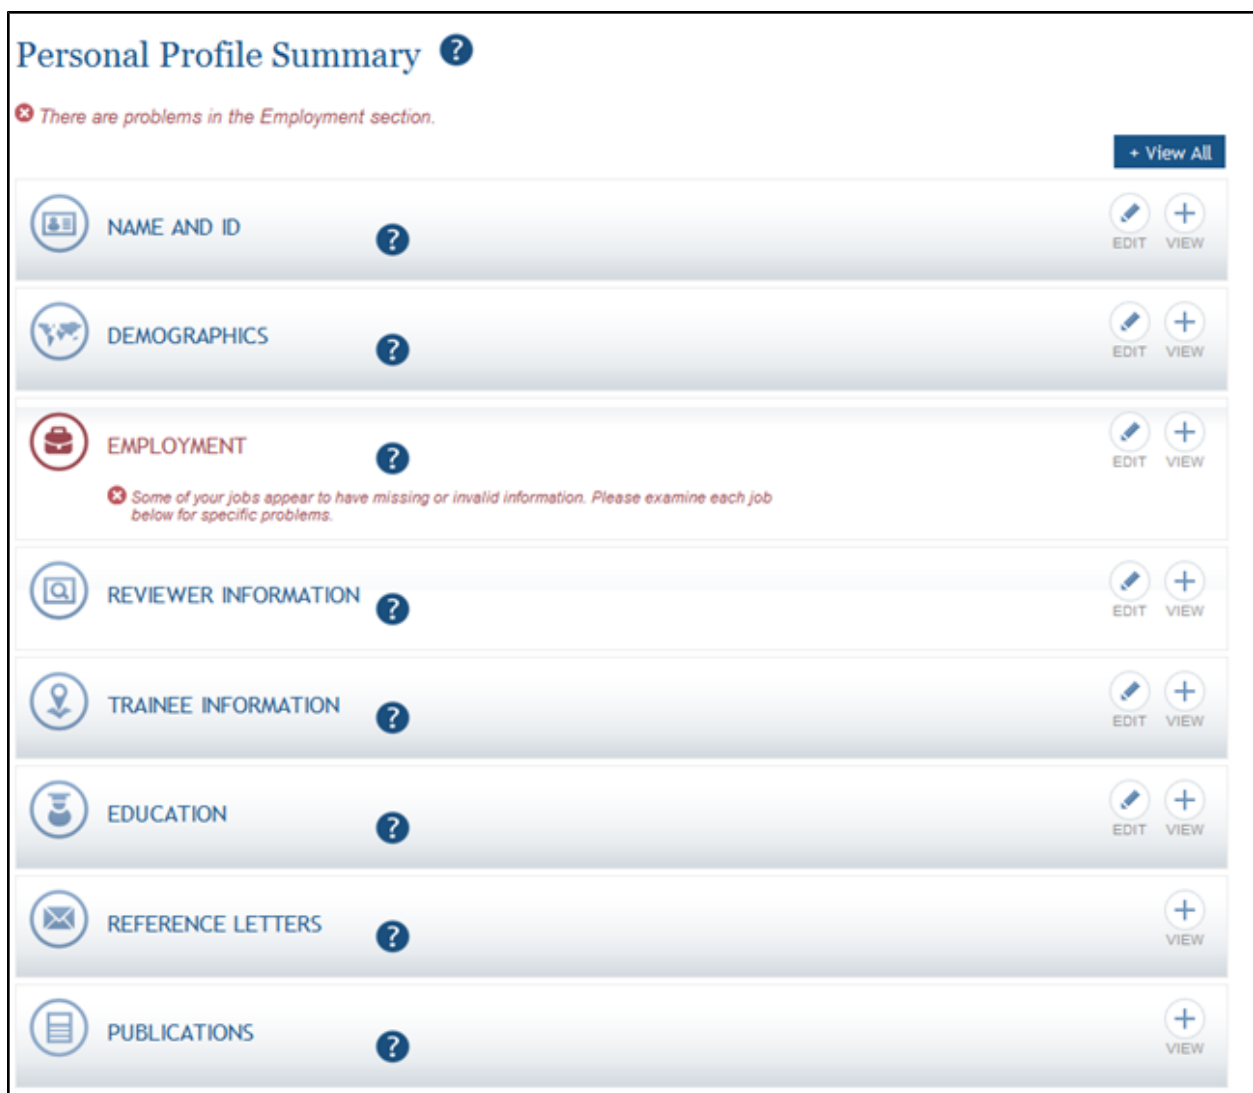 Personal Profile Summary ?
There are problems in the Employment section.
+ View All
NAME AND ID ?
EDIT VIEW
DEMOGRAPHICS ?
EDIT VIEW
EMPLOYMENT ?
EDIT VIEW
Some of your jobs appear to have missing or invalid information. Please examine each job
below for specific problems.
REVIEWER INFORMATION ?
EDIT VIEW
TRAINEE INFORMATION ?
EDIT VIEW
EDUCATION ?
EDIT VIEW
REFERENCE LETTERS ?
VIEW
PUBLICATIONS ?
VIEW